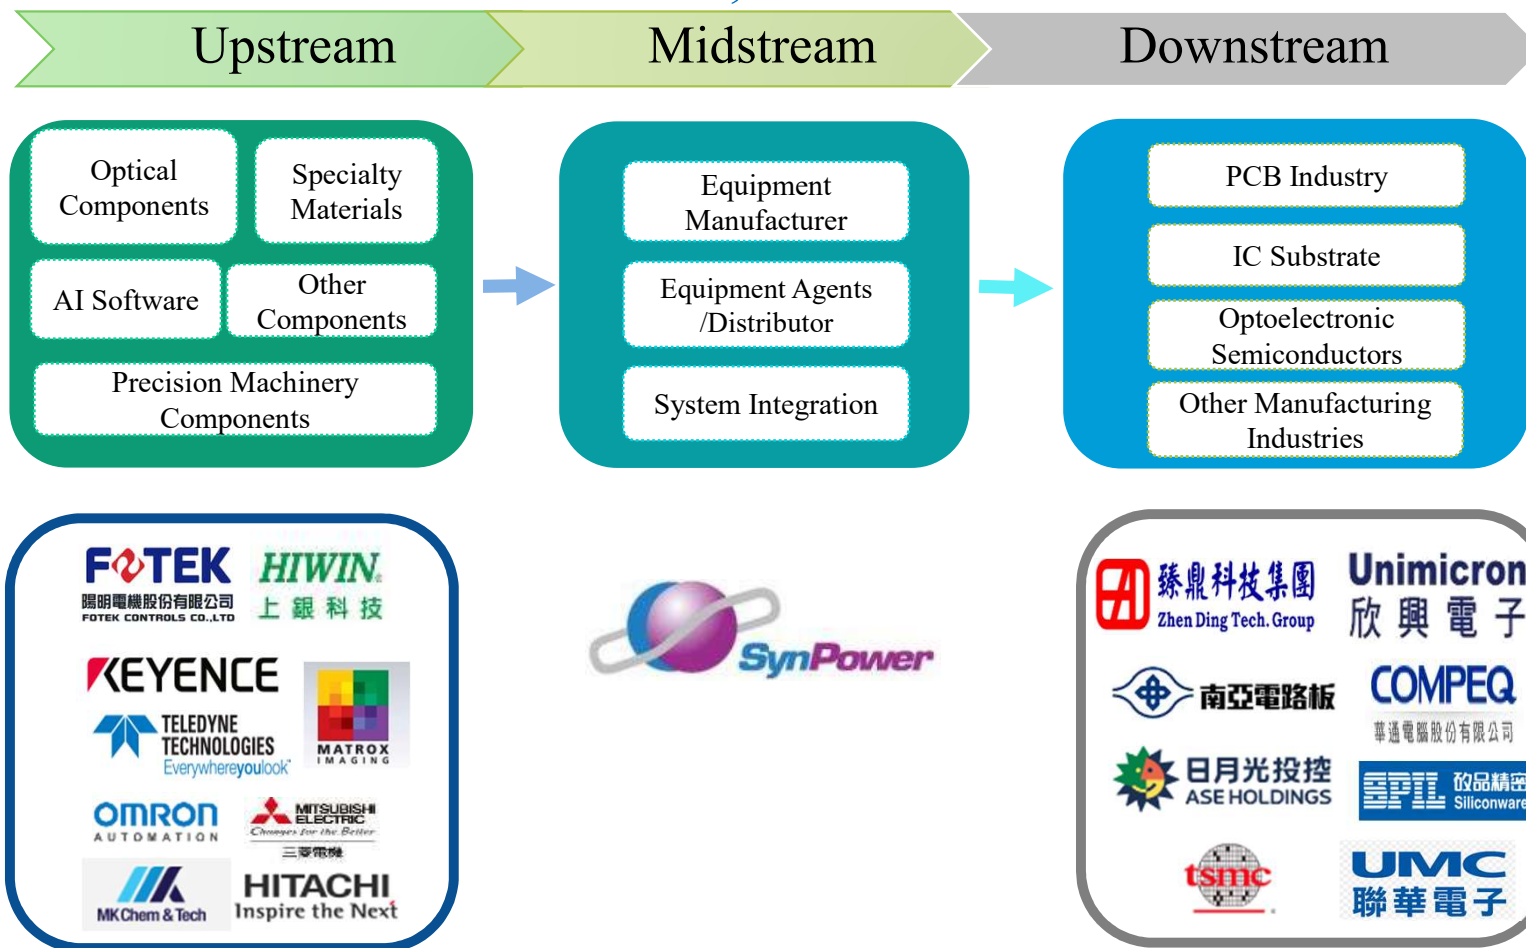 Upstream
Midstream
Downstream
Optical
Components
Specialty
Materials
AI Software
Other
Components
Precision Machinery
Components
Equipment
Manufacturer
Equipment Agents
/Distributor
System Integration
PCB Industry
IC Substrate
Optoelectronic
Semiconductors
Other Manufacturing
Industries
FOTEK
陽明電機股份有限公司
FOTEK CONTROLS CO.,LTD
HIWIN
上銀科技
KEYENCE
TELEDYNE
TECHNOLOGIES
Everywhereyoulook
MATROX
IMAGING
OMRON
AUTOMATION
MITSUBISHI
ELECTRIC
Changes for the Better
三菱電機
MK Chem & Tech
HITACHI
Inspire the Next
SynPower
臻鼎科技集團
Zhen Ding Tech. Group
Unimicron
欣興電子
南亞電路板
COMPEQ
華通電腦股份有限公司
日月光投控
ASE HOLDINGS
SPIL
矽品精密
Siliconware
tsmc
UMC
聯華電子